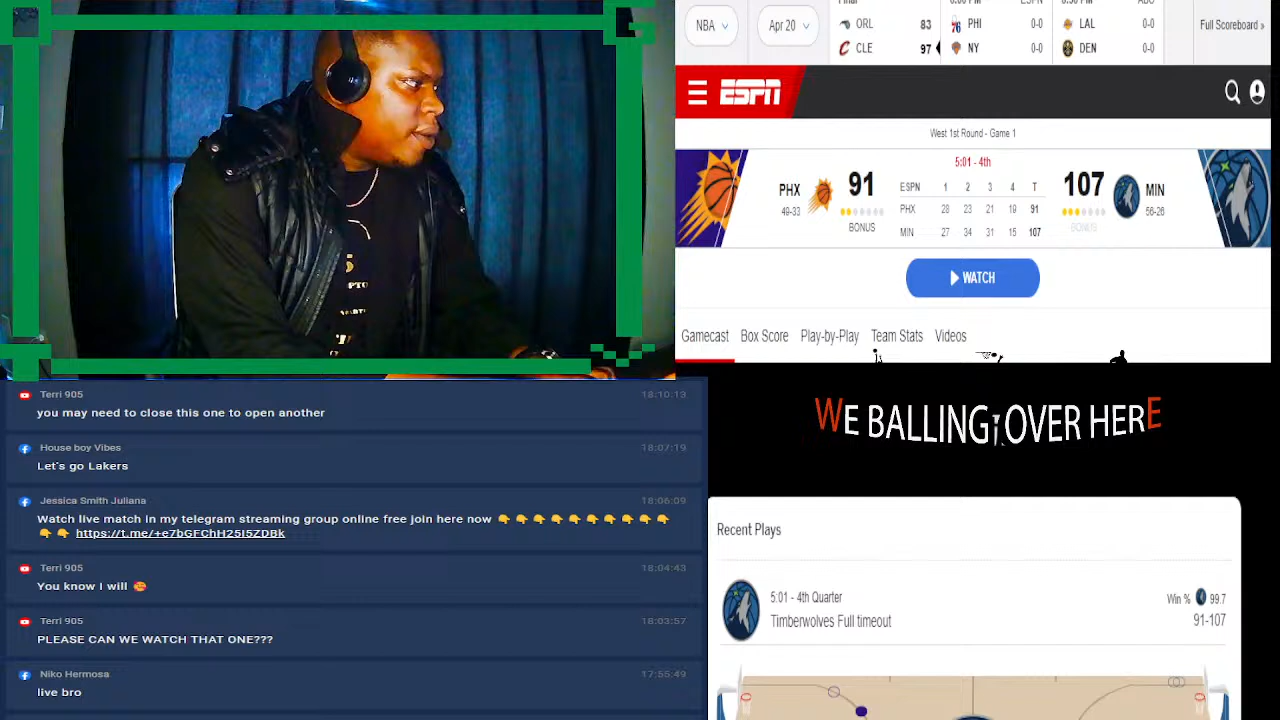 NBA
Apr 20
ORL 83
CLE 97
PHI 0-0
NY 0-0
LAL 0-0
DEN 0-0
Full Scoreboard »
ESPN
West 1st Round - Game 1
5:01 - 4th
PHX
49-33
91
BONUS
ESPN 1 2 3 4 T
PHX 28 23 21 19 91
MIN 27 34 31 15 107
107
BONUS
MIN
56-26
WATCH
Gamecast Box Score Play-by-Play Team Stats Videos
WE BALLING OVER HERE
Recent Plays
5:01 - 4th Quarter
Timberwolves Full timeout
Win % 99.7
91-107
Terri 905 18:10:13
you may need to close this one to open another
House boy Vibes 18:07:19
Let's go Lakers
Jessica Smith Juliana 18:06:09
Watch live match in my telegram streaming group online free join here now 👇👇👇👇👇👇👇👇👇👇
👇👇 https://t.me/+e7bGFChH25I5ZDBk
Terri 905 18:04:43
You know I will 🥰
Terri 905 18:03:57
PLEASE CAN WE WATCH THAT ONE???
Niko Hermosa 17:55:49
live bro